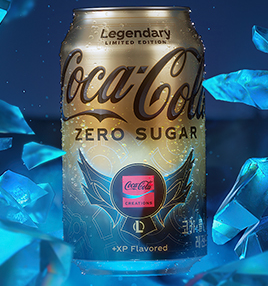 Legendary
LIMITED EDITION
Coca-Cola
ZERO SUGAR
Coca-Cola
CREATIONS
+XP Flavored